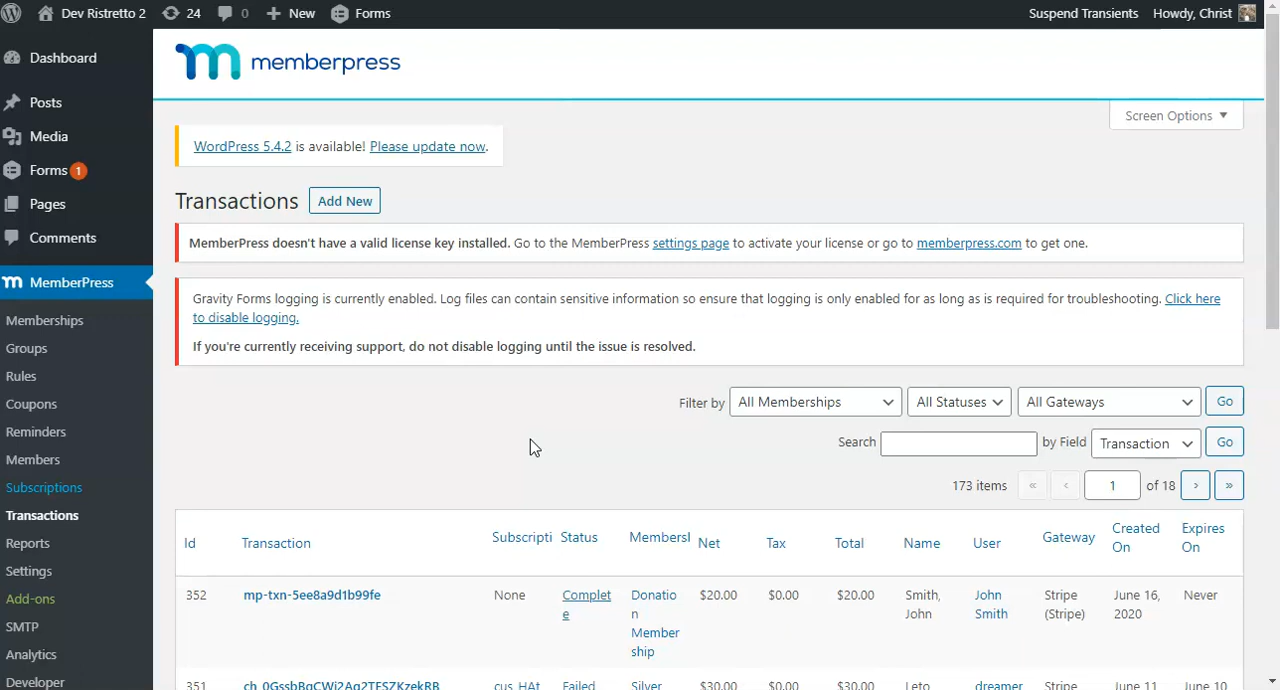 Dev Ristretto 2 24 0 New Forms Suspend Transients Howdy, Christ
Dashboard
Posts
Media
Forms 1
Pages
Comments
MemberPress
Memberships
Groups
Rules
Coupons
Reminders
Members
Subscriptions
Transactions
Reports
Settings
Add-ons
SMTP
Analytics
Developer
memberpress
Screen Options
WordPress 5.4.2 is available! Please update now.
Transactions Add New
MemberPress doesn't have a valid license key installed. Go to the MemberPress settings page to activate your license or go to memberpress.com to get one.
Gravity Forms logging is currently enabled. Log files can contain sensitive information so ensure that logging is only enabled for as long as is required for troubleshooting. Click here
to disable logging.
If you're currently receiving support, do not disable logging until the issue is resolved.
Filter by All Memberships All Statuses All Gateways Go
Search by Field Transaction Go
173 items « ‹ 1 of 18 › »
Id Transaction Subscripti Status Membersl Net Tax Total Name User Gateway Created On Expires On
352 mp-txn-5ee8a9d1b99fe None Complet Donatio $20.00 $0.00 $20.00 Smith, John Stripe June 16, Never
e n John Smith (Stripe) 2020
Member
ship
351 ch_0GssbBgCWi2Ag2TFSZKzekRB cus_HAt Failed Silver $30.00 $0.00 $30.00 Leto dreamer Stripe June 11 June 10